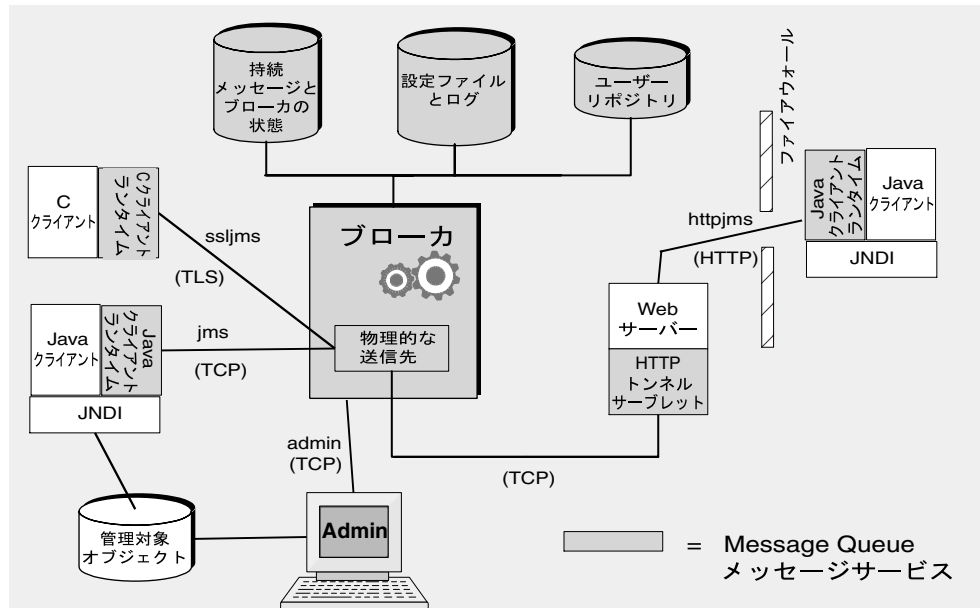 持続
メッセージと
ブローカの
状態
設定ファイル
とログ
ユーザー
リポジトリ
ファイアウォール
C
クライアント
Cクライアント
ランタイム
ssljms
(TLS)
ブローカ
物理的な
送信先
httpjms
(HTTP)
Java
クライアント
ランタイム
Java
クライアント
JNDI
Web
サーバー
HTTP
トンネル
サーブレット
Java
クライアント
Java
クライアント
ランタイム
JNDI
jms
(TCP)
admin
(TCP)
(TCP)
管理対象
オブジェクト
Admin
= Message Queue
メッセージサービス